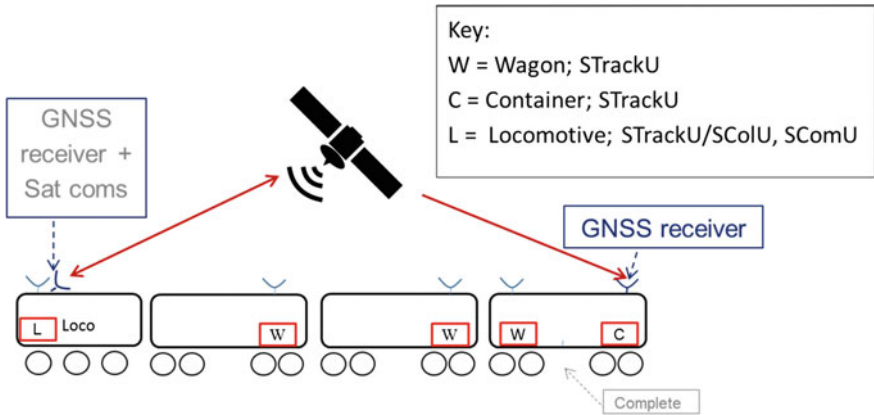 Key:
W = Wagon; STrackU
C = Container; STrackU
L = Locomotive; STrackU/SColU, SComU
GNSS
receiver +
Sat coms
GNSS receiver
L Loco
W
W
W
C
Complete